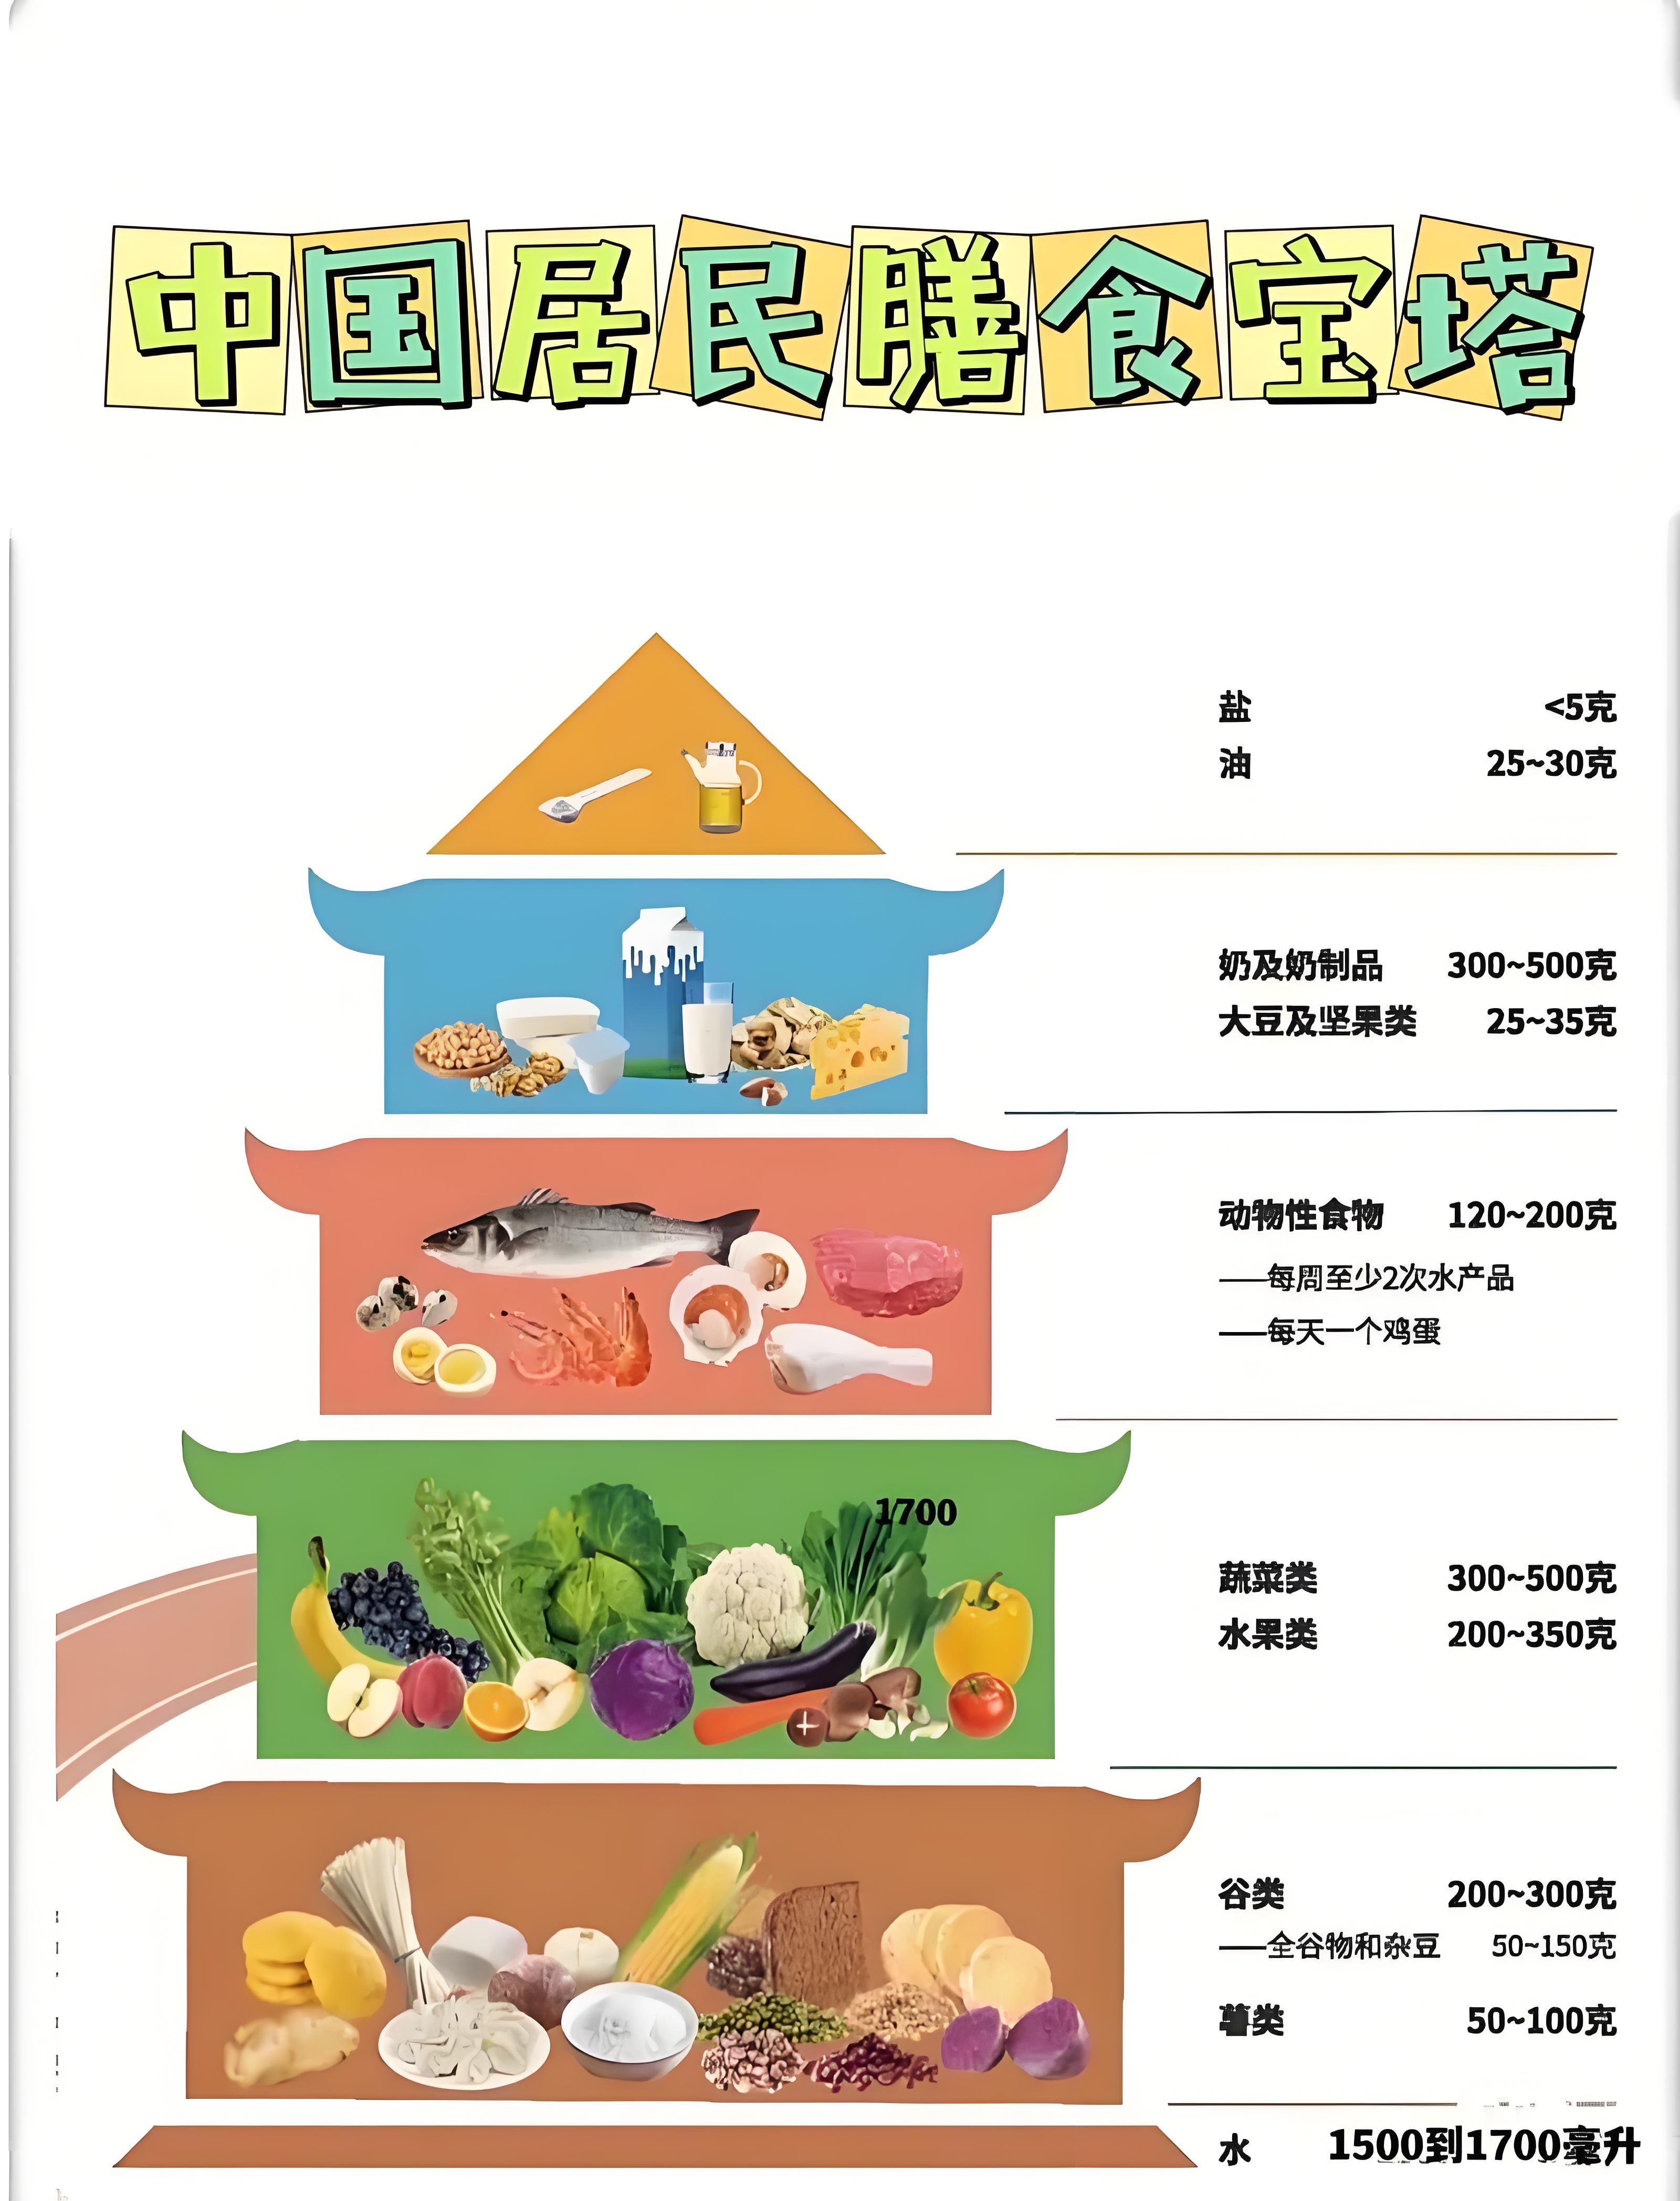 中国居民膳食宝塔
盐 <5克
油 25~30克
奶及奶制品 300~500克
大豆及坚果类 25~35克
动物性食物 120~200克
——每周至少2次水产品
——每天一个鸡蛋
1700
蔬菜类 300~500克
水果类 200~350克
谷类 200~300克
——全谷物和杂豆 50~150克
薯类 50~100克
水 1500到1700毫升